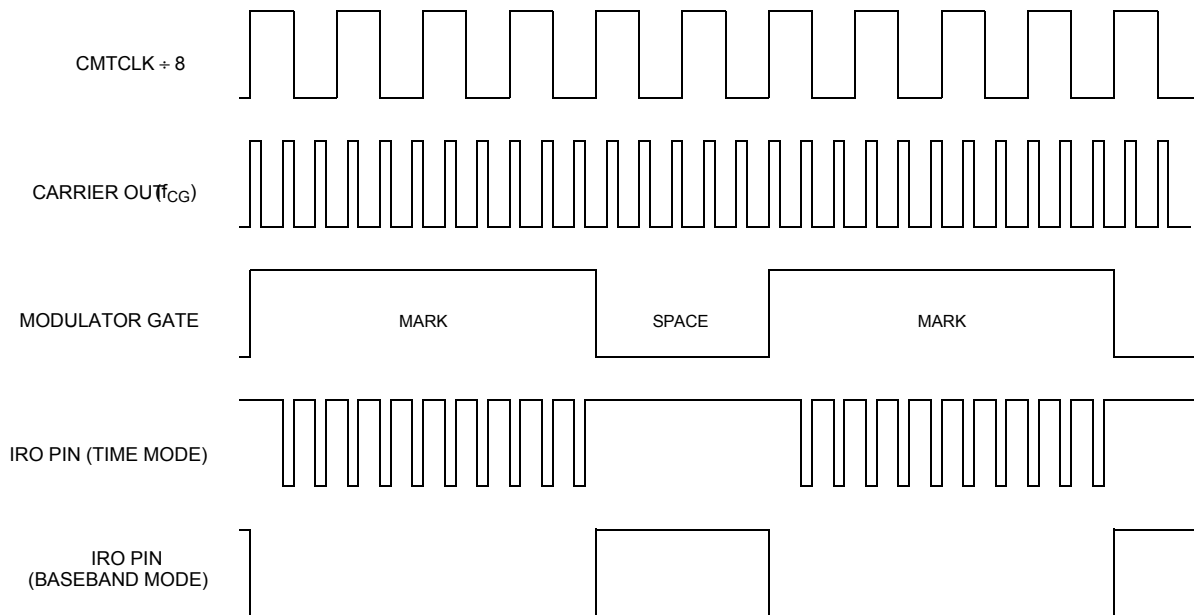 CMTCLK ÷ 8
CARRIER OUT(fCG)
MODULATOR GATE
MARK
SPACE
MARK
IRO PIN (TIME MODE)
IRO PIN
(BASEBAND MODE)